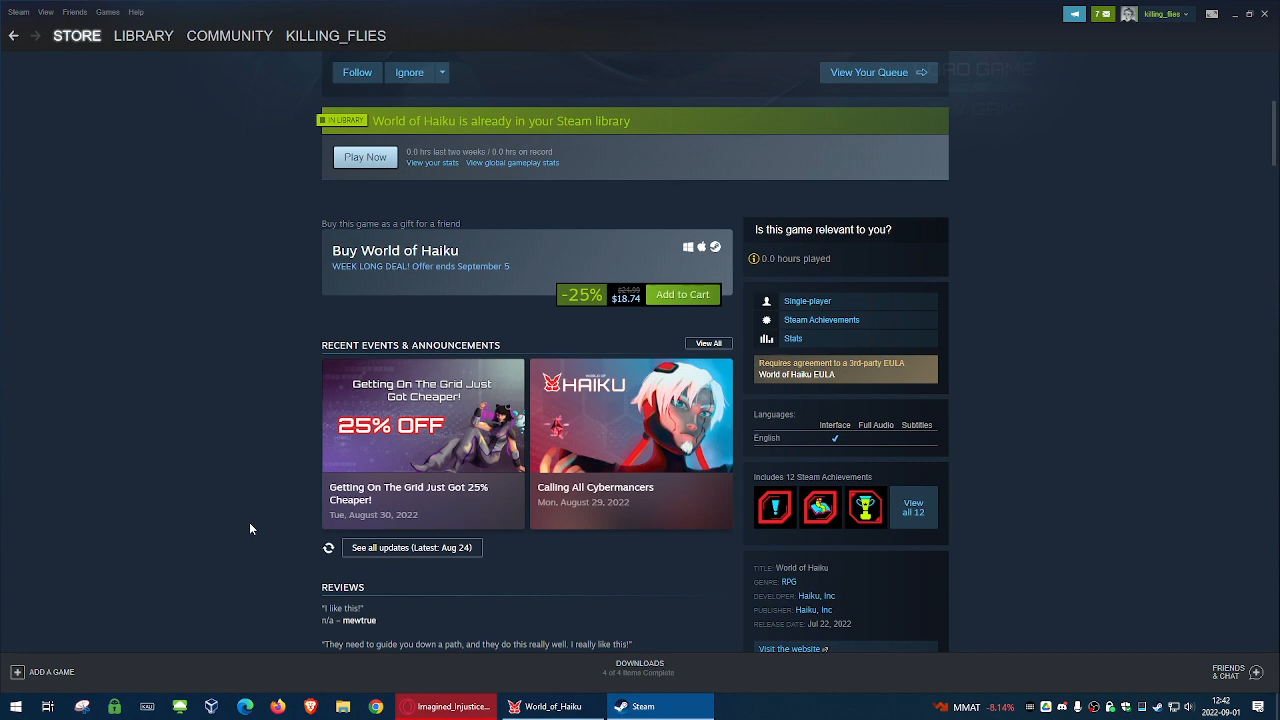 Steam View Friends Games Help
7
killing_flies
STORE LIBRARY COMMUNITY KILLING_FLIES
Follow
Ignore
View Your Queue
IN LIBRARY
World of Haiku is already in your Steam library
Play Now
0.0 hrs last two weeks / 0.0 hrs on record
View your stats View global gameplay stats
Buy this game as a gift for a friend
Buy World of Haiku
WEEK LONG DEAL! Offer ends September 5
-25%
$24.99
$18.74
Add to Cart
RECENT EVENTS & ANNOUNCEMENTS
View All
Getting On The Grid Just
Got Cheaper!
25% OFF
Getting On The Grid Just Got 25%
Cheaper!
Tue, August 30, 2022
WORLD OF
HAIKU
Calling All Cybermancers
Mon, August 29, 2022
See all updates (Latest: Aug 24)
REVIEWS
“I like this!”
n/a – mewtrue
“They need to guide you down a path, and they do this really well. I really like this!”
Is this game relevant to you?
0.0 hours played
Single-player
Steam Achievements
Stats
Requires agreement to a 3rd-party EULA
World of Haiku EULA
Languages:
Interface Full Audio Subtitles
English ✔
Includes 12 Steam Achievements
View
all 12
TITLE: World of Haiku
GENRE: RPG
DEVELOPER: Haiku, Inc
PUBLISHER: Haiku, Inc
RELEASE DATE: Jul 22, 2022
Visit the website
ADD A GAME
DOWNLOADS
4 of 4 Items Complete
FRIENDS
& CHAT
Imagined_Injustice...
World_of_Haiku
Steam
MMAT -8.14%
12:42
2022-09-01